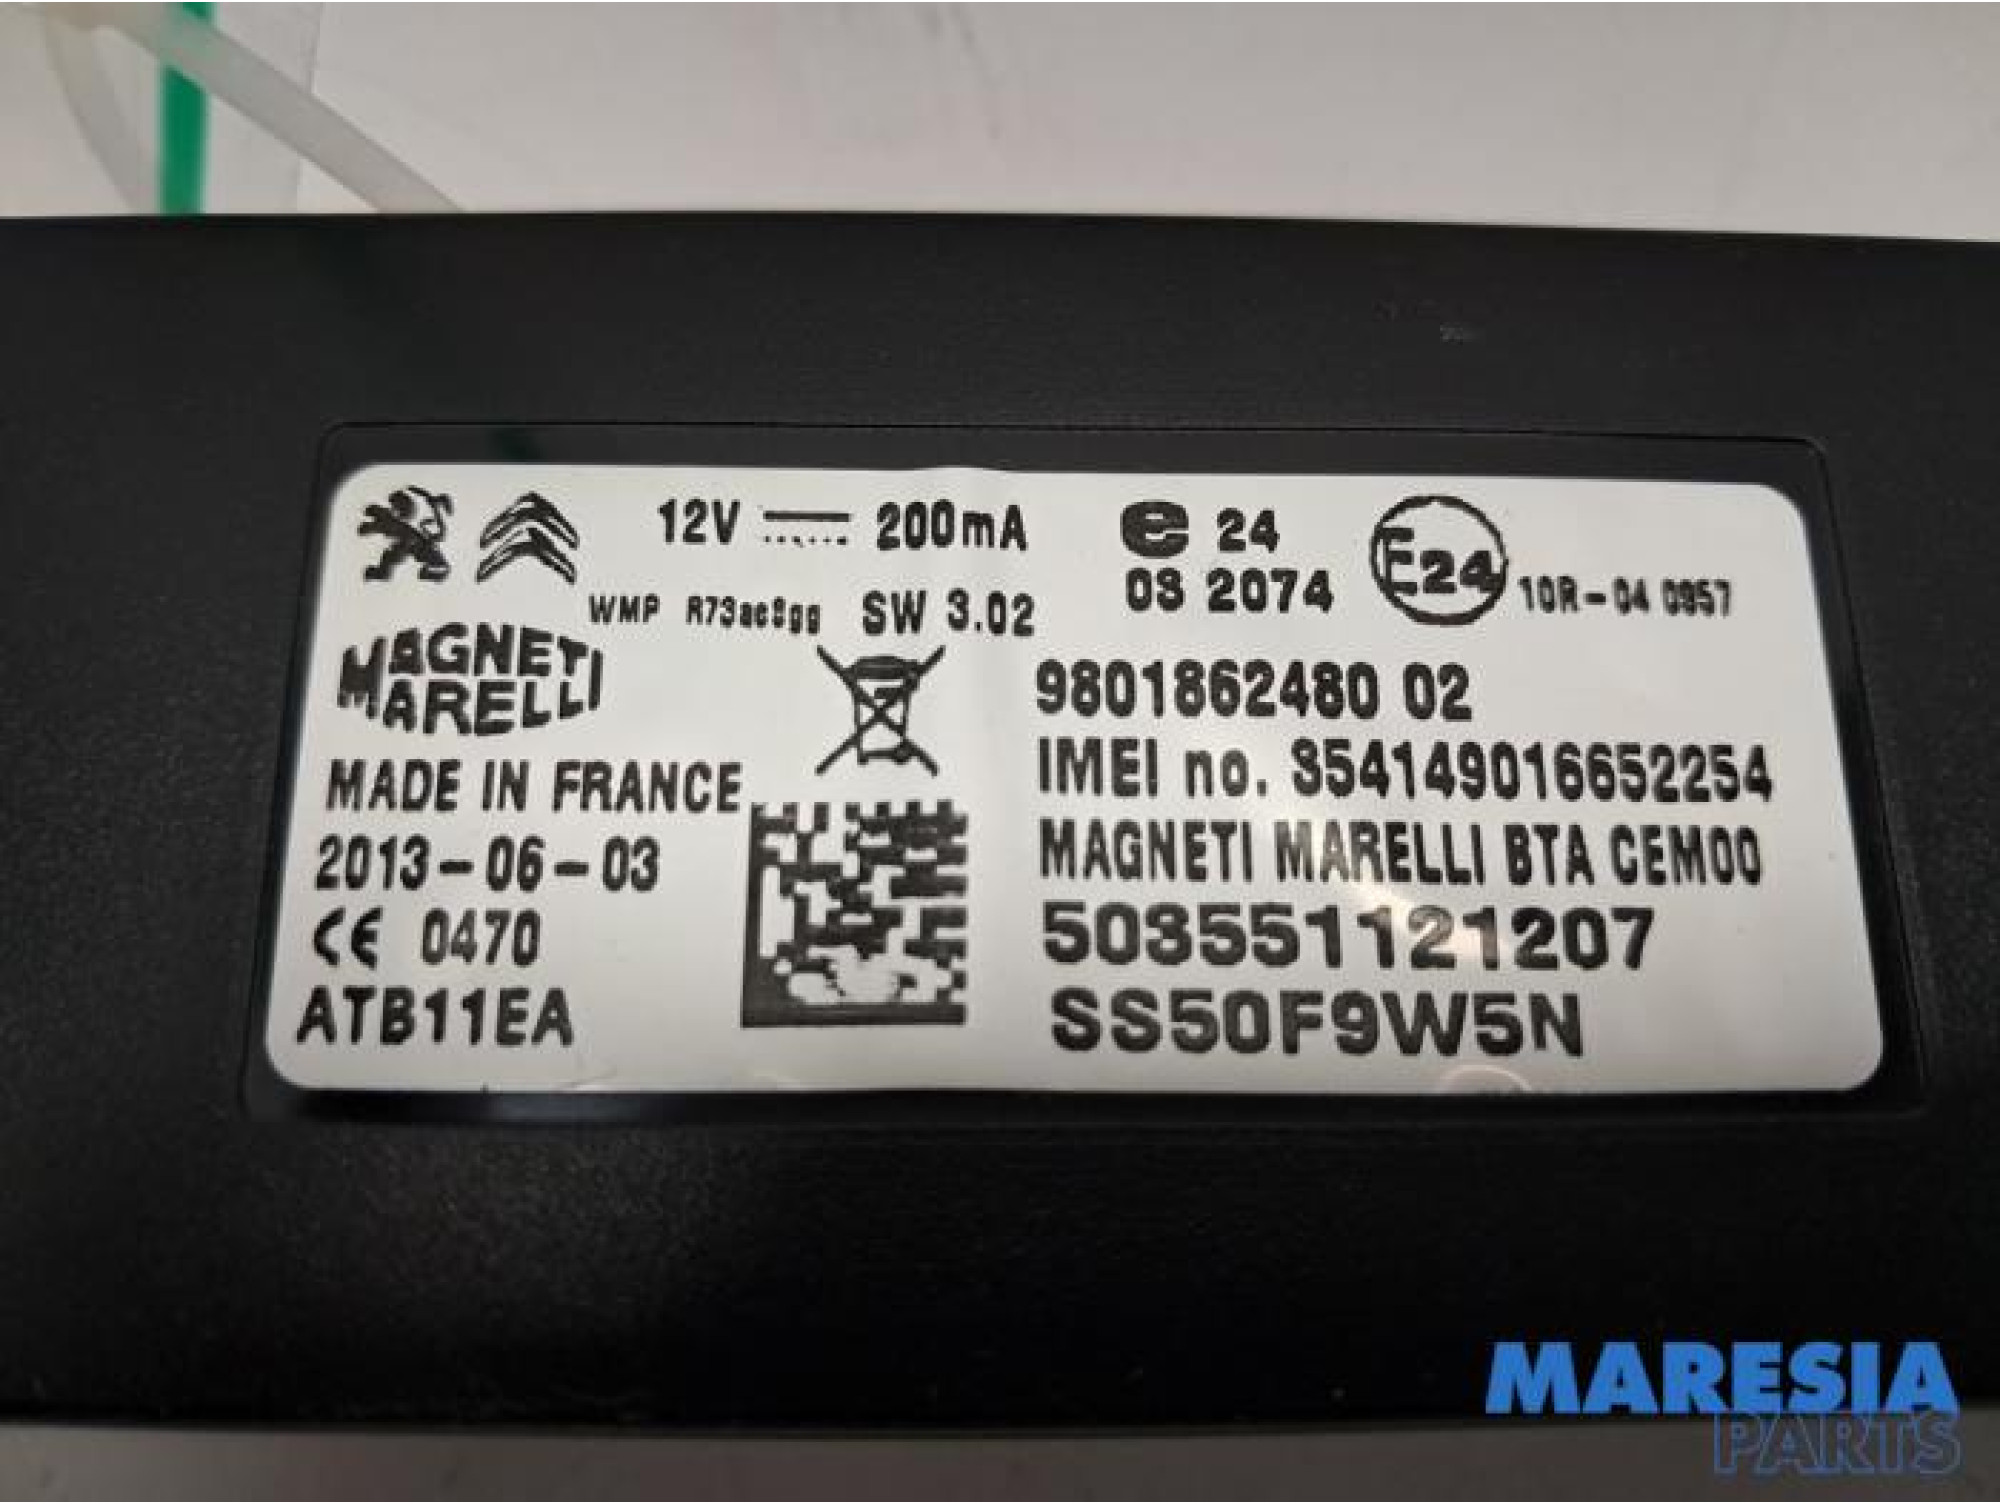 12V 200mA
e 24
03 2074
E24 10R-04 0957
WMP R73ac8gg SW 3.02
MAGNETI
MARELLI
MADE IN FRANCE
2013-06-03
CE 0470
ATB11EA
9801862480 02
IMEI no. 354149016652254
MAGNETI MARELLI BTA CEM00
503551121207
SS50F9W5N
MARESIA
PARTS